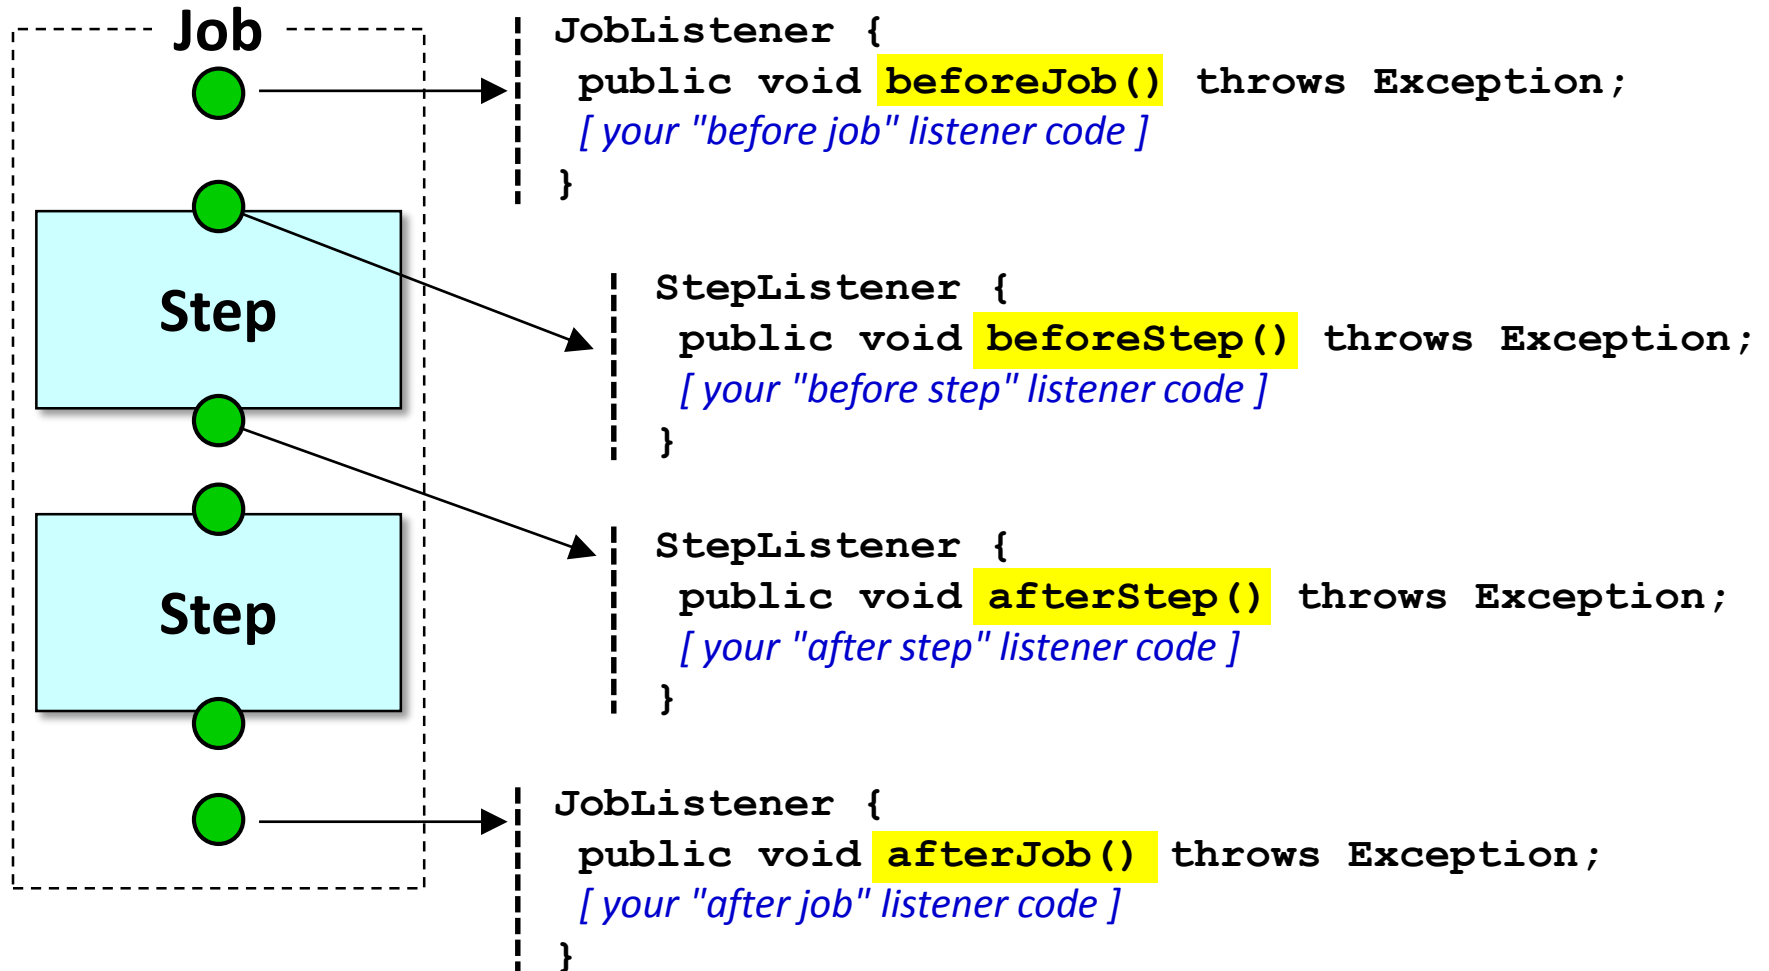 Job
Step
Step
JobListener {
public void beforeJob() throws Exception;
[ your "before job" listener code ]
}
StepListener {
public void beforeStep() throws Exception;
[ your "before step" listener code ]
}
StepListener {
public void afterStep() throws Exception;
[ your "after step" listener code ]
}
JobListener {
public void afterJob() throws Exception;
[ your "after job" listener code ]
}